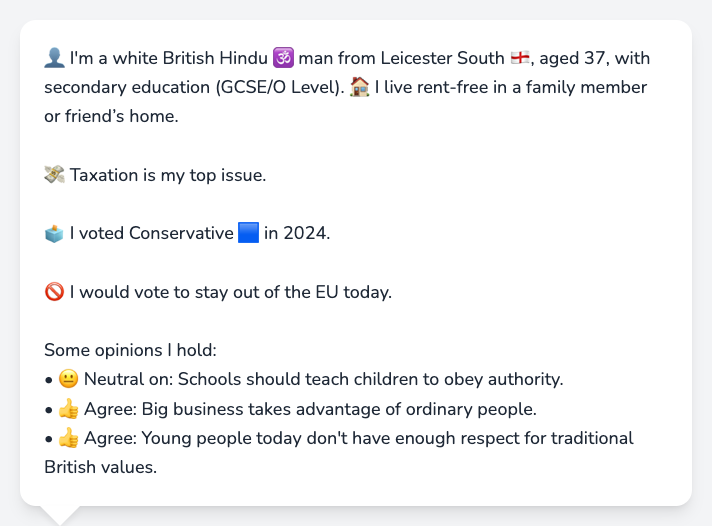 👤 I'm a white British Hindu 🕉️ man from Leicester South 🏴󠁧󠁢󠁥󠁮󠁧󠁿, aged 37, with
secondary education (GCSE/O Level). 🏠 I live rent-free in a family member
or friend’s home.
💸 Taxation is my top issue.
🗳️ I voted Conservative 🟦 in 2024.
🚫 I would vote to stay out of the EU today.
Some opinions I hold:
• 😐 Neutral on: Schools should teach children to obey authority.
• 👍 Agree: Big business takes advantage of ordinary people.
• 👍 Agree: Young people today don't have enough respect for traditional
British values.